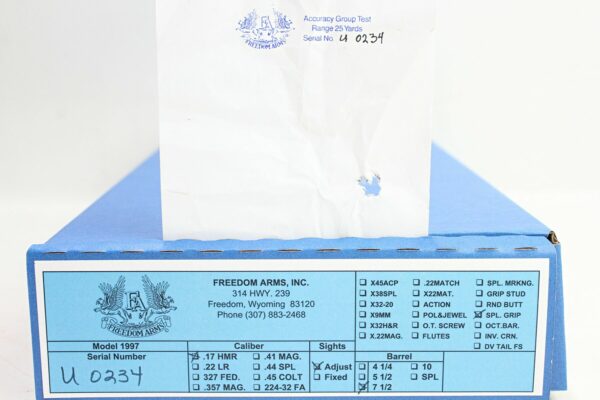 FA
FREEDOM ARMS
Accuracy Group Test
Range 25 Yards
Serial No. U 0234
FA
FREEDOM ARMS
FREEDOM ARMS, INC.
314 HWY. 239
Freedom, Wyoming 83120
Phone (307) 883-2468
☐ X45ACP ☐ .22MATCH ☐ SPL. MRKNG.
☐ X38SPL ☐ X22MAT. ☐ GRIP STUD
☐ X32-20 ☐ ACTION ☐ RND BUTT
☐ X9MM ☐ POL&JEWEL ☒ SPL. GRIP
☐ X32H&R ☐ O.T. SCREW ☐ OCT.BAR.
☐ X.22MAG. ☐ FLUTES ☐ INV. CRN.
☐ DV TAIL FS
Model 1997 Caliber Sights Barrel
Serial Number
U 0234
☒ .17 HMR ☐ .41 MAG.
☐ .22 LR ☐ .44 SPL
☐ 327 FED. ☐ .45 COLT
☐ .357 MAG. ☐ 224-32 FA
☒ Adjust
☐ Fixed
☐ 4 1/4 ☐ 10
☐ 5 1/2 ☐ SPL
☒ 7 1/2